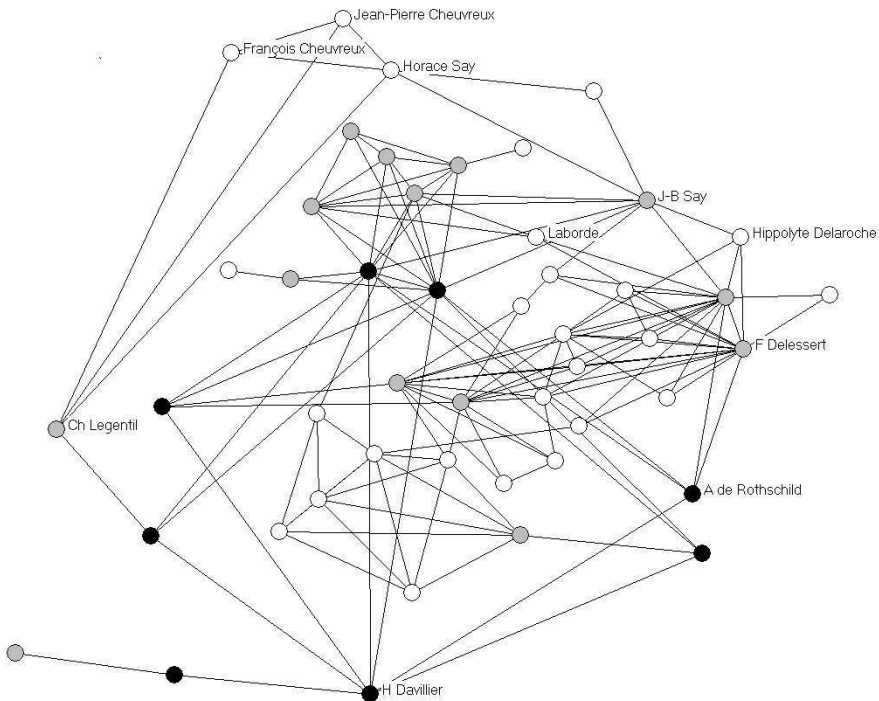 Jean-Pierre Cheuvreux
François Cheuvreux
Horace Say
J-B Say
Laborde
Hippolyte Delaroche
F Delessert
Ch Legentil
A de Rothschild
H Davillier